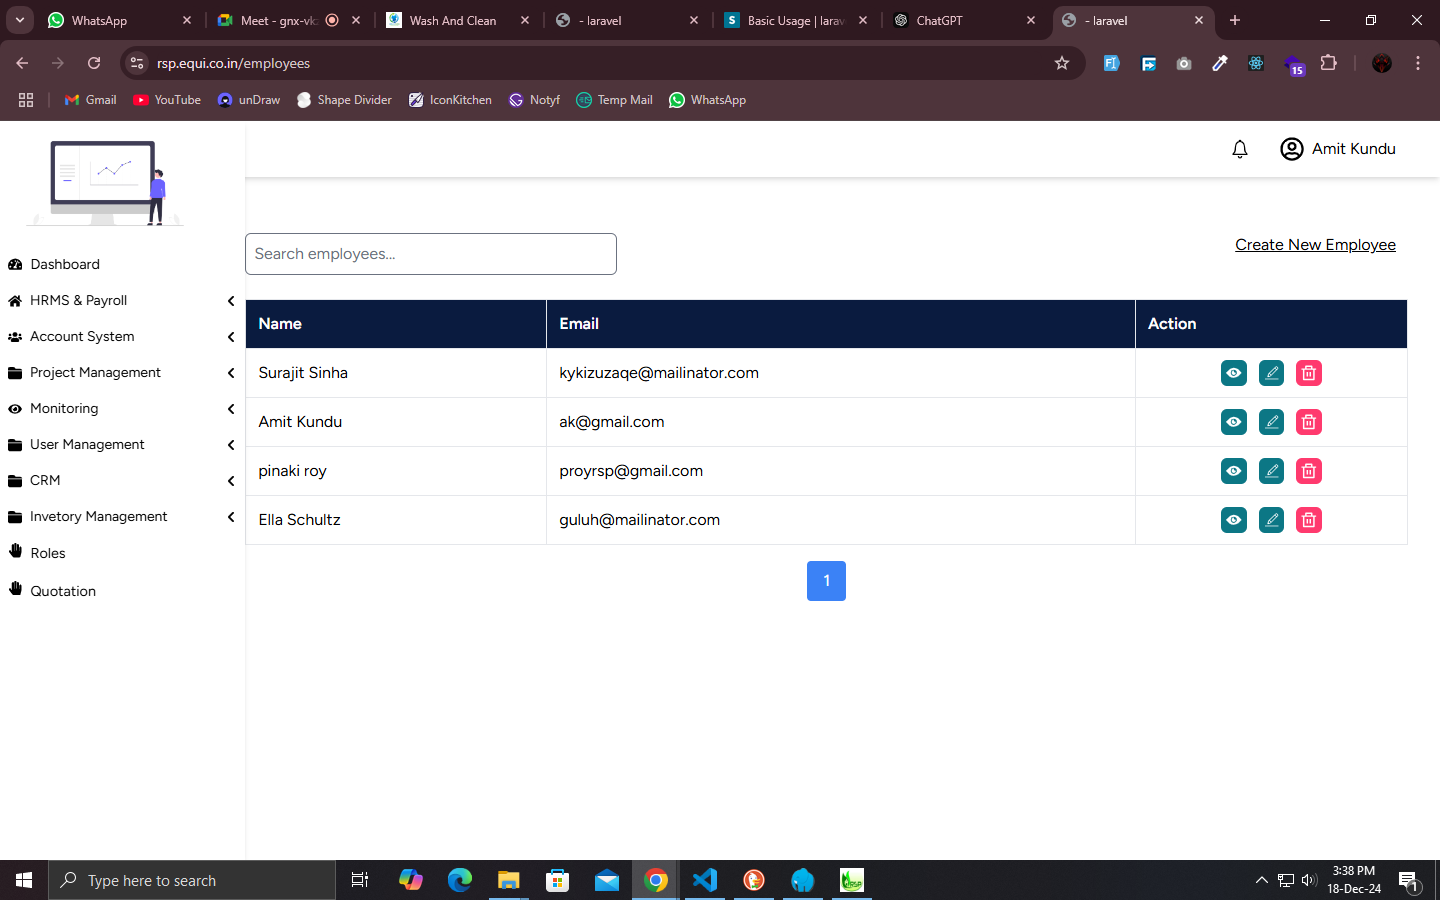 WhatsApp
Meet - gnx-vk
Wash And Clean
- laravel
Basic Usage | larav
ChatGPT
- laravel
rsp.equi.co.in/employees
15
Gmail
YouTube
unDraw
Shape Divider
IconKitchen
Notyf
Temp Mail
WhatsApp
Amit Kundu
Dashboard
HRMS & Payroll
Account System
Project Management
Monitoring
User Management
CRM
Invetory Management
Roles
Quotation
Search employees...
Create New Employee
Name Email Action
Surajit Sinha kykizuzaqe@mailinator.com
Amit Kundu ak@gmail.com
pinaki roy proyrsp@gmail.com
Ella Schultz guluh@mailinator.com
1
Type here to search
RSP
3:38 PM
18-Dec-24
1